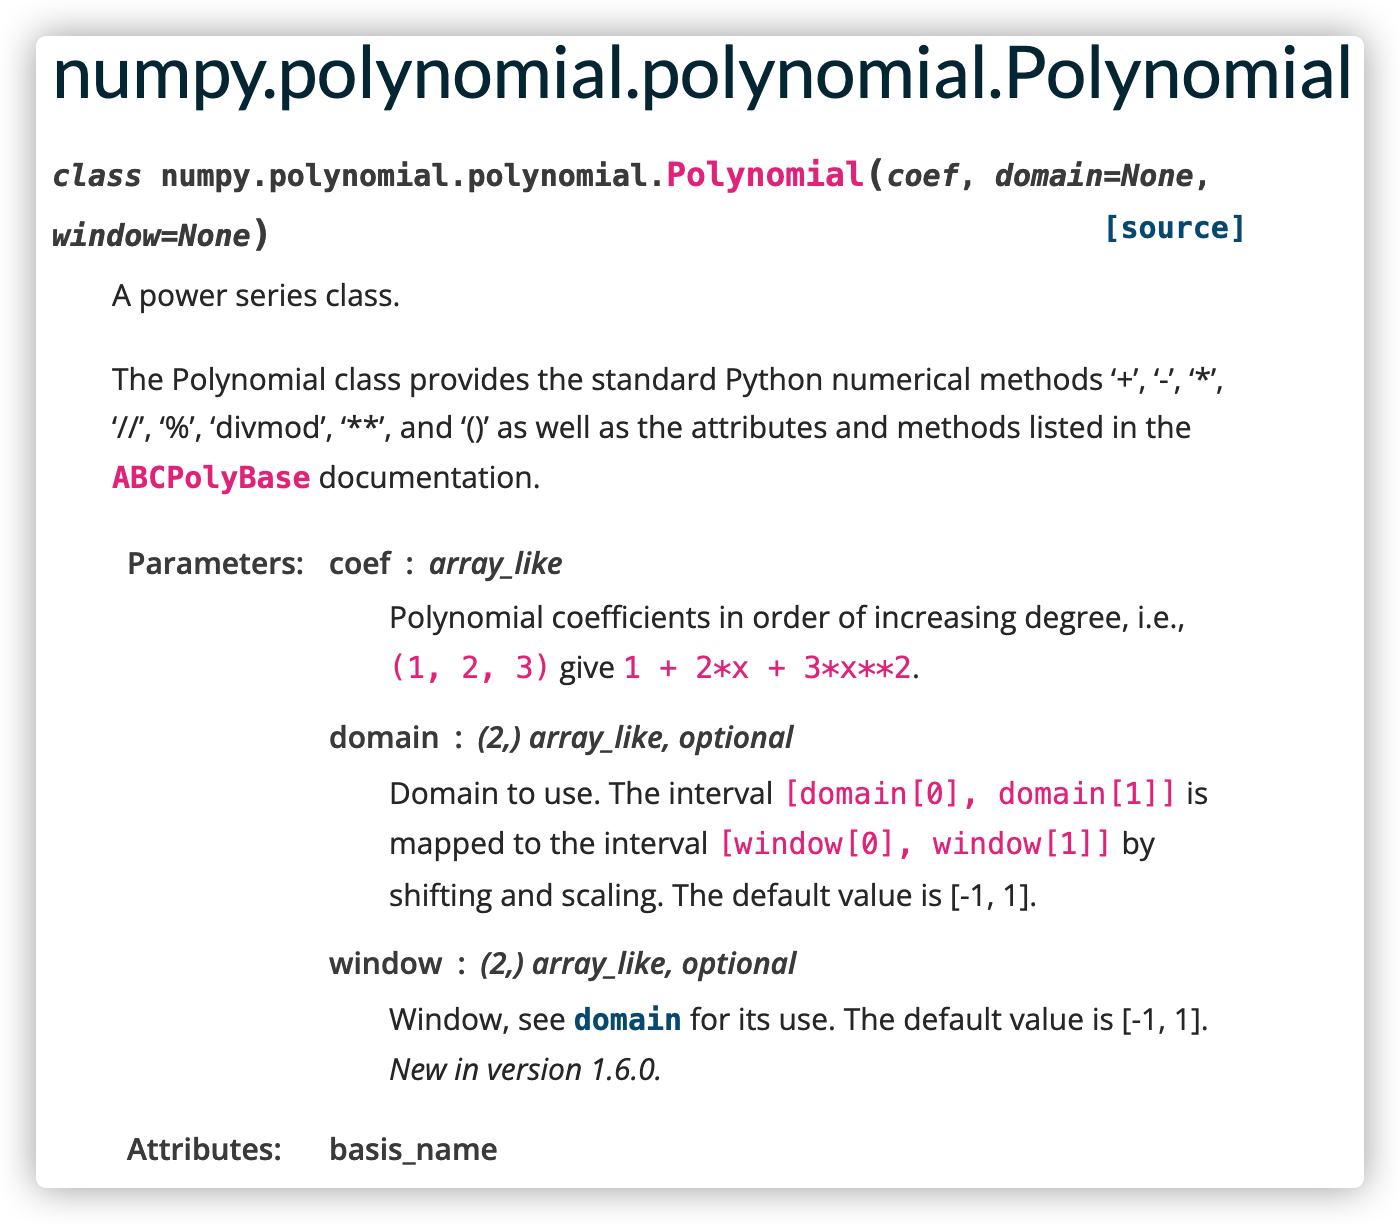 numpy.polynomial.polynomial.Polynomial
class numpy.polynomial.polynomial.Polynomial(coef, domain=None,
window=None) [source]
A power series class.
The Polynomial class provides the standard Python numerical methods ‘+’, ‘-’, ‘*’,
‘//’, ‘%’, ‘divmod’, ‘**’, and ‘()’ as well as the attributes and methods listed in the
ABCPolyBase documentation.
Parameters: coef : array_like
Polynomial coefficients in order of increasing degree, i.e.,
(1, 2, 3) give 1 + 2*x + 3*x**2.
domain : (2,) array_like, optional
Domain to use. The interval [domain[0], domain[1]] is
mapped to the interval [window[0], window[1]] by
shifting and scaling. The default value is [-1, 1].
window : (2,) array_like, optional
Window, see domain for its use. The default value is [-1, 1].
New in version 1.6.0.
Attributes: basis_name